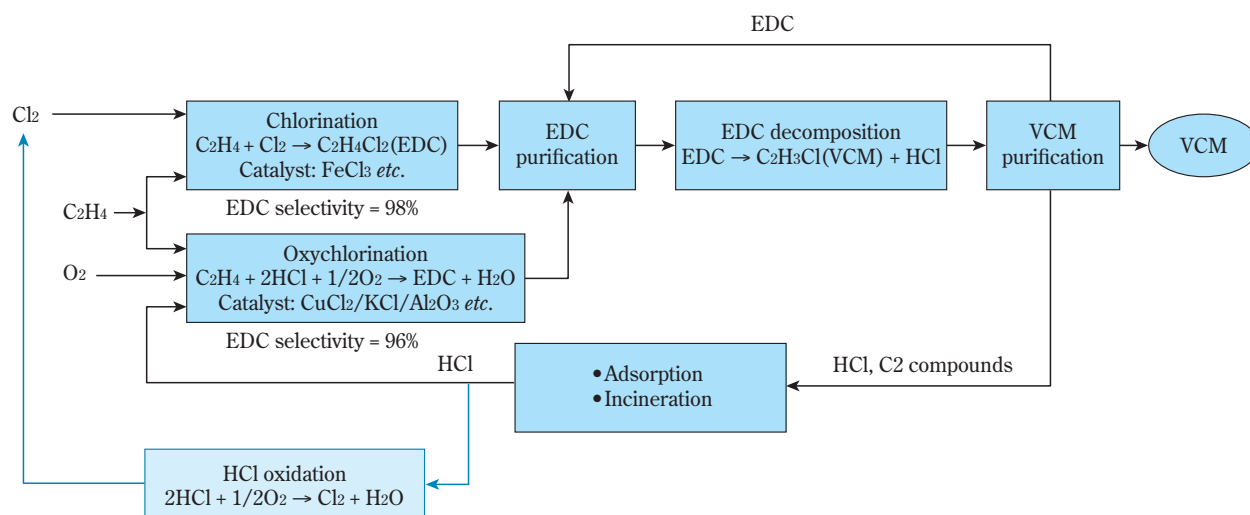 EDC
Cl2
Chlorination
C2H4 + Cl2 → C2H4Cl2(EDC)
Catalyst: FeCl3 etc.
EDC
purification
EDC decomposition
EDC → C2H3Cl(VCM) + HCl
VCM
purification
VCM
C2H4
EDC selectivity = 98%
O2
Oxychlorination
C2H4 + 2HCl + 1/2O2 → EDC + H2O
Catalyst: CuCl2/KCl/Al2O3 etc.
EDC selectivity = 96%
HCl
•Adsorption
•Incineration
HCl, C2 compounds
HCl oxidation
2HCl + 1/2O2 → Cl2 + H2O